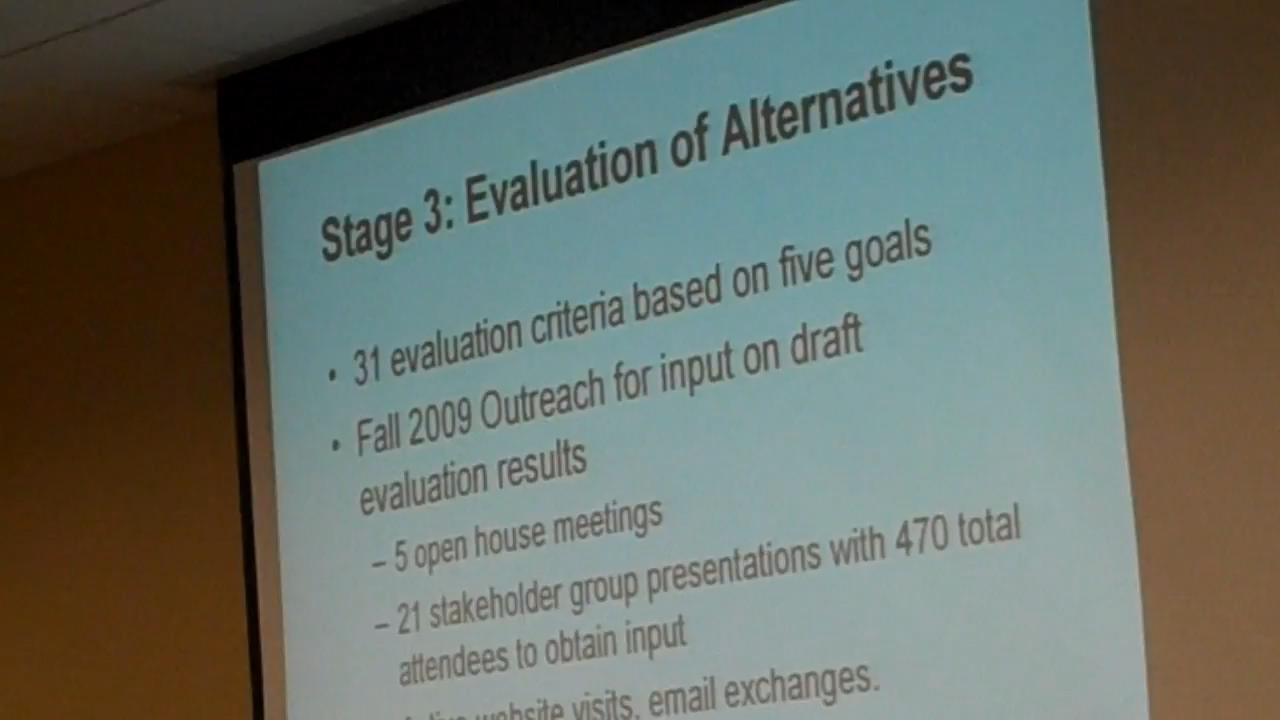 Stage 3: Evaluation of Alternatives
• 31 evaluation criteria based on five goals
• Fall 2009 Outreach for input on draft
evaluation results
– 5 open house meetings
– 21 stakeholder group presentations with 470 total
attendees to obtain input
website visits, email exchanges.